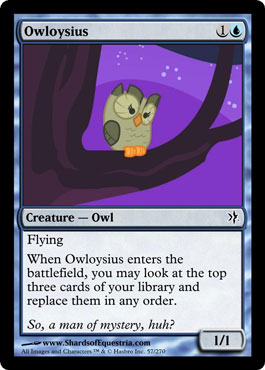 Owloysius 1
Creature — Owl
Flying
When Owloysius enters the
battlefield, you may look at the top
three cards of your library and
replace them in any order.
So, a man of mystery, huh?
www.ShardsofEquestria.com
All Images and Characters ™ & © Hasbro Inc. 57/270
1/1